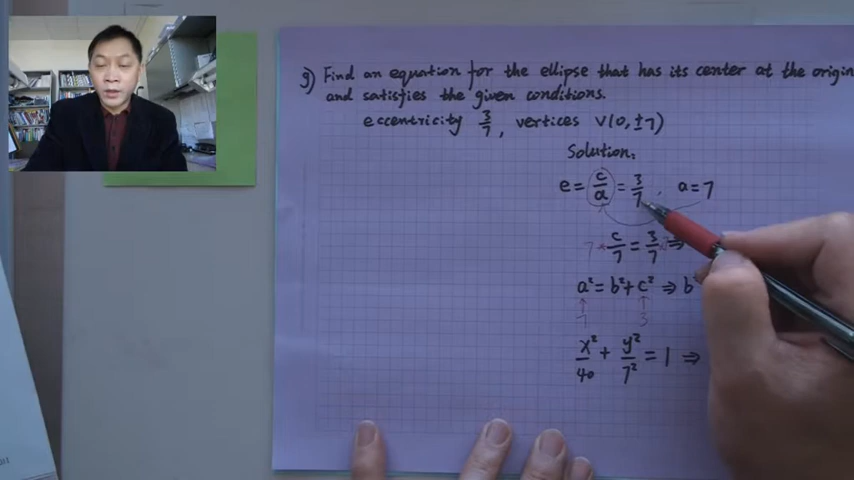 9) Find an equation for the ellipse that has its center at the origin
and satisfies the given conditions.
eccentricity 3/7, vertices V(0, ±7)
Solution:
e = c/a = 3/7, a = 7
7 * c/7 = 3/7 * ⇒
a² = b² + c² ⇒ b²
7 3
x²/40 + y²/7² = 1 ⇒